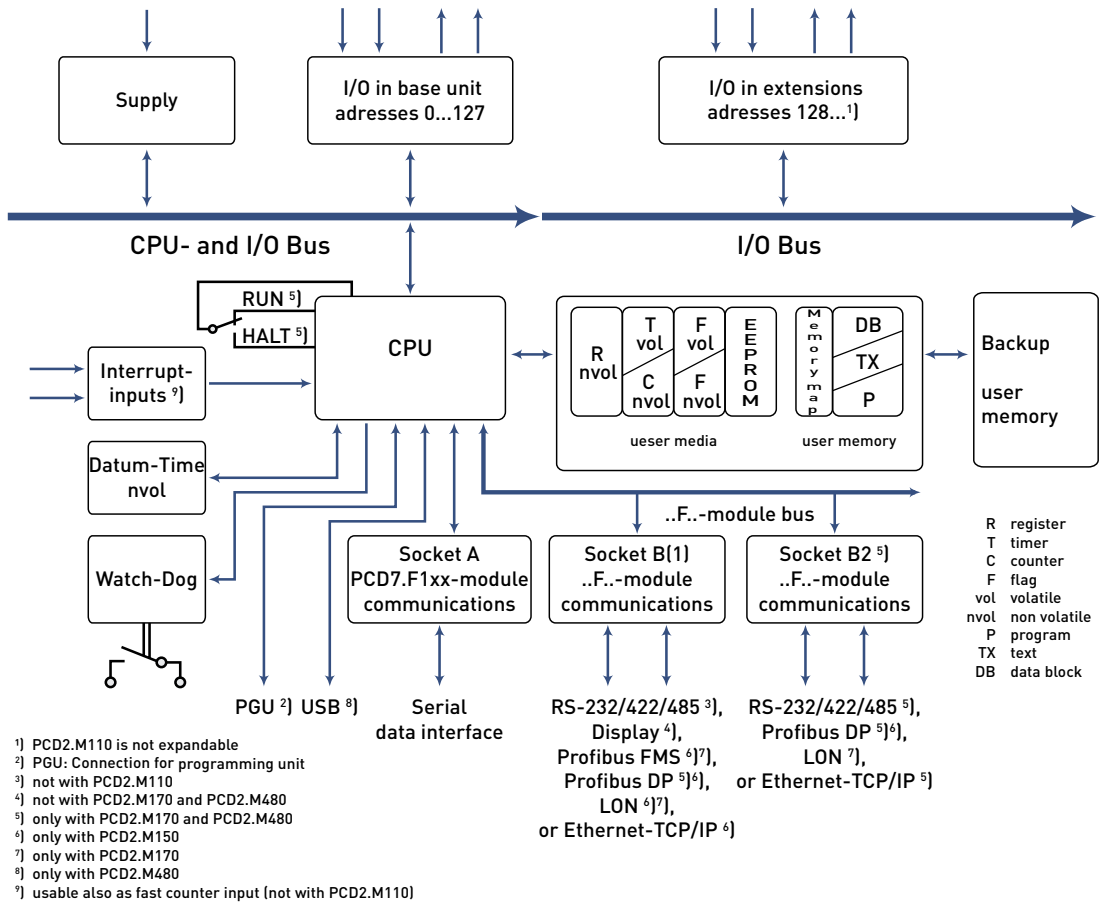 Supply
I/O in base unit
adresses 0...127
I/O in extensions
adresses 128...¹)
CPU- and I/O Bus
I/O Bus
RUN ⁵)
HALT ⁵)
CPU
Interrupt-
inputs ⁹)
R
nvol
T
vol
C
nvol
F
vol
F
nvol
EEPROM
Memory map
DB
TX
P
ueser media
user memory
Backup
user
memory
Datum-Time
nvol
Watch-Dog
..F..-module bus
Socket A
PCD7.F1xx-module
communications
Socket B(1)
..F..-module
communications
Socket B2 ⁵)
..F..-module
communications
R register
T timer
C counter
F flag
vol volatile
nvol non volatile
P program
TX text
DB data block
PGU ²) USB ⁸)
Serial
data interface
RS-232/422/485 ³),
Display ⁴),
Profibus FMS ⁶)⁷),
Profibus DP ⁵)⁶),
LON ⁶)⁷),
or Ethernet-TCP/IP ⁶)
RS-232/422/485 ⁵),
Profibus DP ⁵)⁶),
LON ⁷),
or Ethernet-TCP/IP ⁵)
¹) PCD2.M110 is not expandable
²) PGU: Connection for programming unit
³) not with PCD2.M110
⁴) not with PCD2.M170 and PCD2.M480
⁵) only with PCD2.M170 and PCD2.M480
⁶) only with PCD2.M150
⁷) only with PCD2.M170
⁸) only with PCD2.M480
⁹) usable also as fast counter input (not with PCD2.M110)